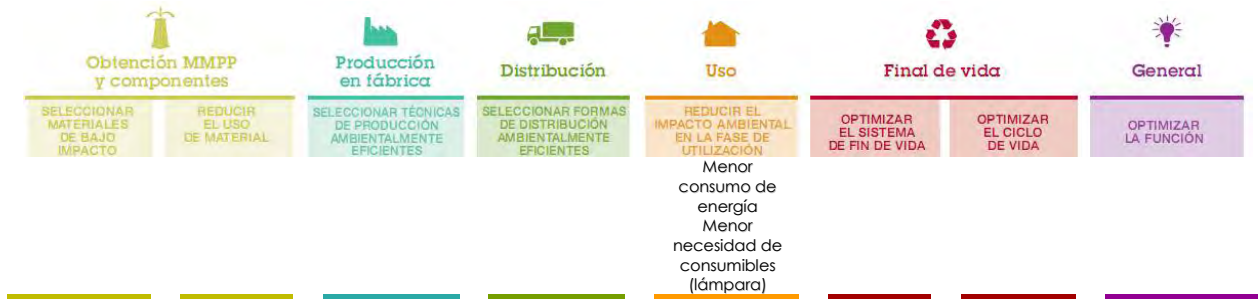 Obtención MMPP
y componentes
Producción
en fábrica
Distribución
Uso
Final de vida
General
SELECCIONAR
MATERIALES
DE BAJO
IMPACTO
REDUCIR
EL USO
DE MATERIAL
SELECCIONAR TÉCNICAS
DE PRODUCCIÓN
AMBIENTALMENTE
EFICIENTES
SELECCIONAR FORMAS
DE DISTRIBUCIÓN
AMBIENTALMENTE
EFICIENTES
REDUCIR EL
IMPACTO AMBIENTAL
EN LA FASE DE
UTILIZACIÓN
OPTIMIZAR
EL SISTEMA
DE FIN DE VIDA
OPTIMIZAR
EL CICLO
DE VIDA
OPTIMIZAR
LA FUNCIÓN
Menor
consumo de
energía
Menor
necesidad de
consumibles
(lámpara)